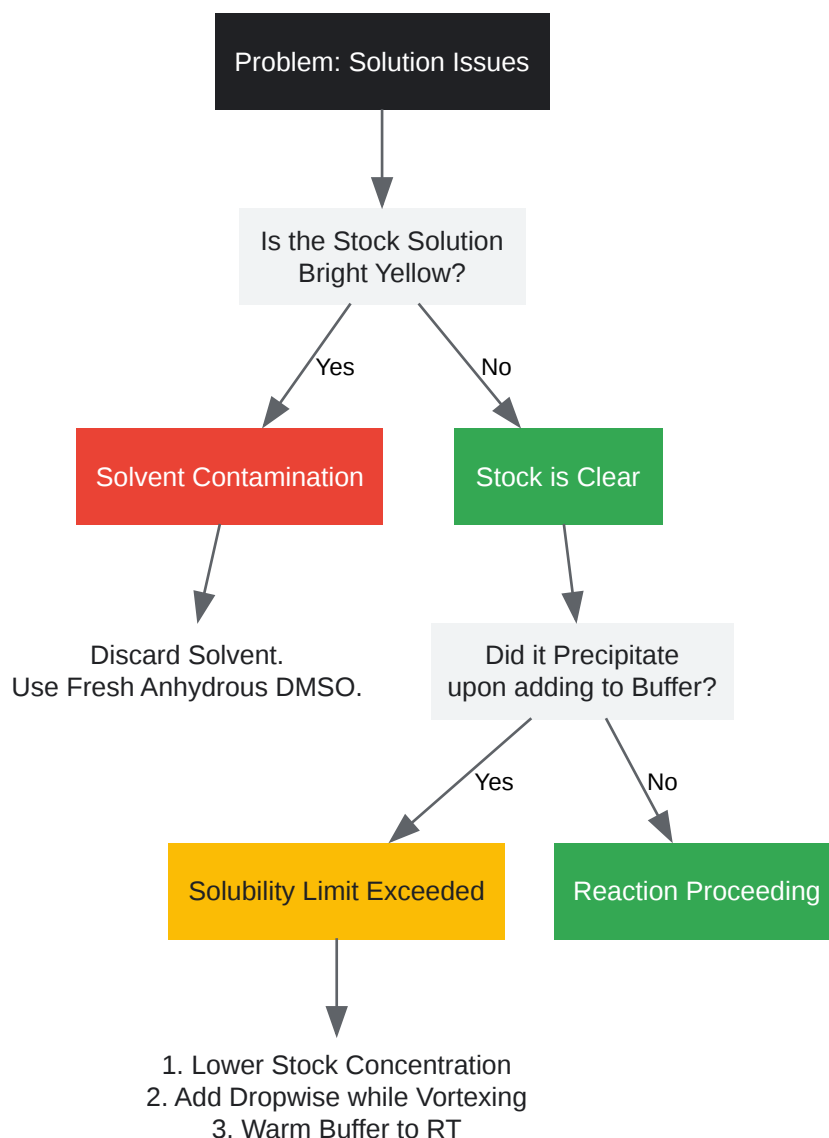 Problem: Solution Issues
Is the Stock Solution
Bright Yellow?
Yes
No
Solvent Contamination
Stock is Clear
Discard Solvent.
Use Fresh Anhydrous DMSO.
Did it Precipitate
upon adding to Buffer?
Yes
No
Solubility Limit Exceeded
Reaction Proceeding
1. Lower Stock Concentration
2. Add Dropwise while Vortexing
3. Warm Buffer to RT